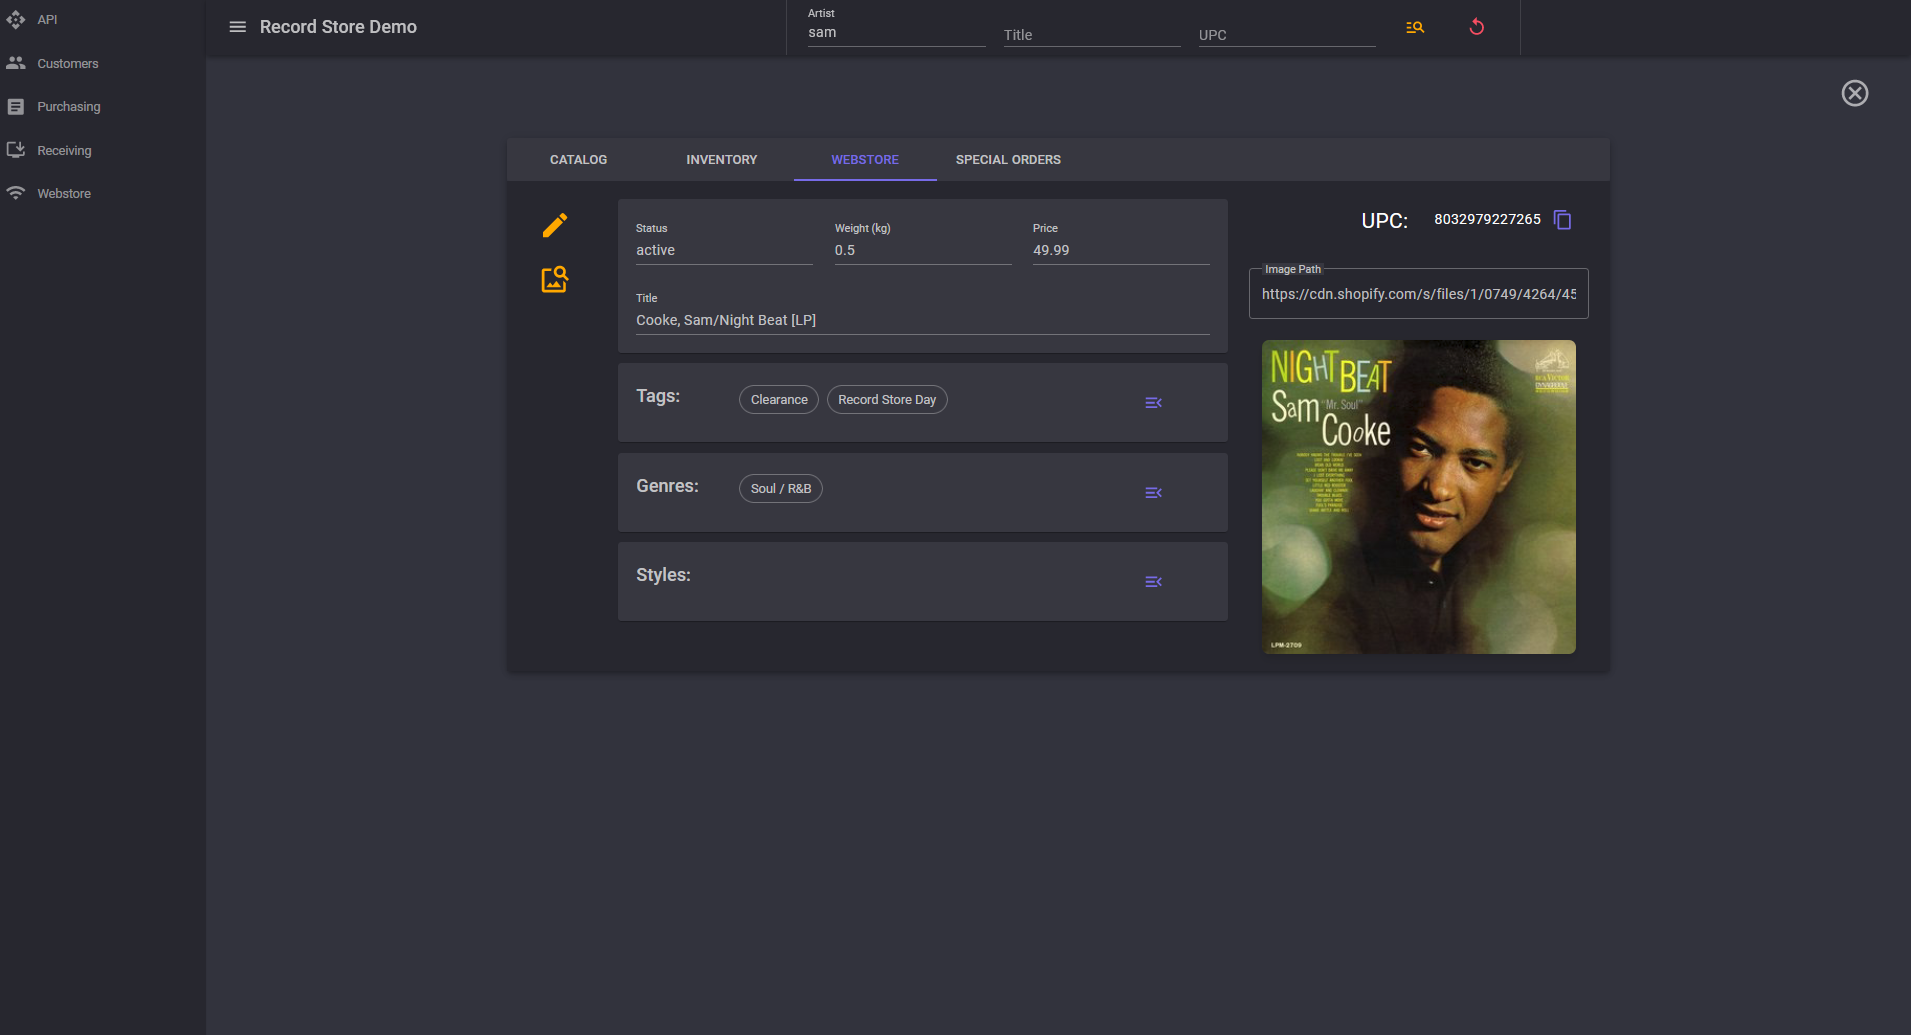 API
Customers
Purchasing
Receiving
Webstore
Record Store Demo
Artist
sam
Title
UPC
CATALOG
INVENTORY
WEBSTORE
SPECIAL ORDERS
Status
active
Weight (kg)
0.5
Price
49.99
Title
Cooke, Sam/Night Beat [LP]
Tags:
Clearance
Record Store Day
Genres:
Soul / R&B
Styles:
UPC:
8032979227265
Image Path
https://cdn.shopify.com/s/files/1/0749/4264/45
NIGHT BEAT
Sam "Mr. Soul"
Cooke
RCA VICTOR
LPM-2709